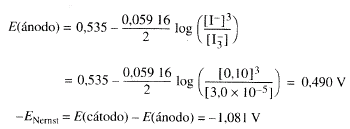 E(ánodo) = 0,535 − 0,059 16/2 log ([I⁻]³/[I₃⁻])
= 0,535 − 0,059 16/2 log ([0,10]³/[3,0 × 10⁻⁵]) = 0,490 V
−E_Nernst = E(cátodo) − E(ánodo) = −1,081 V